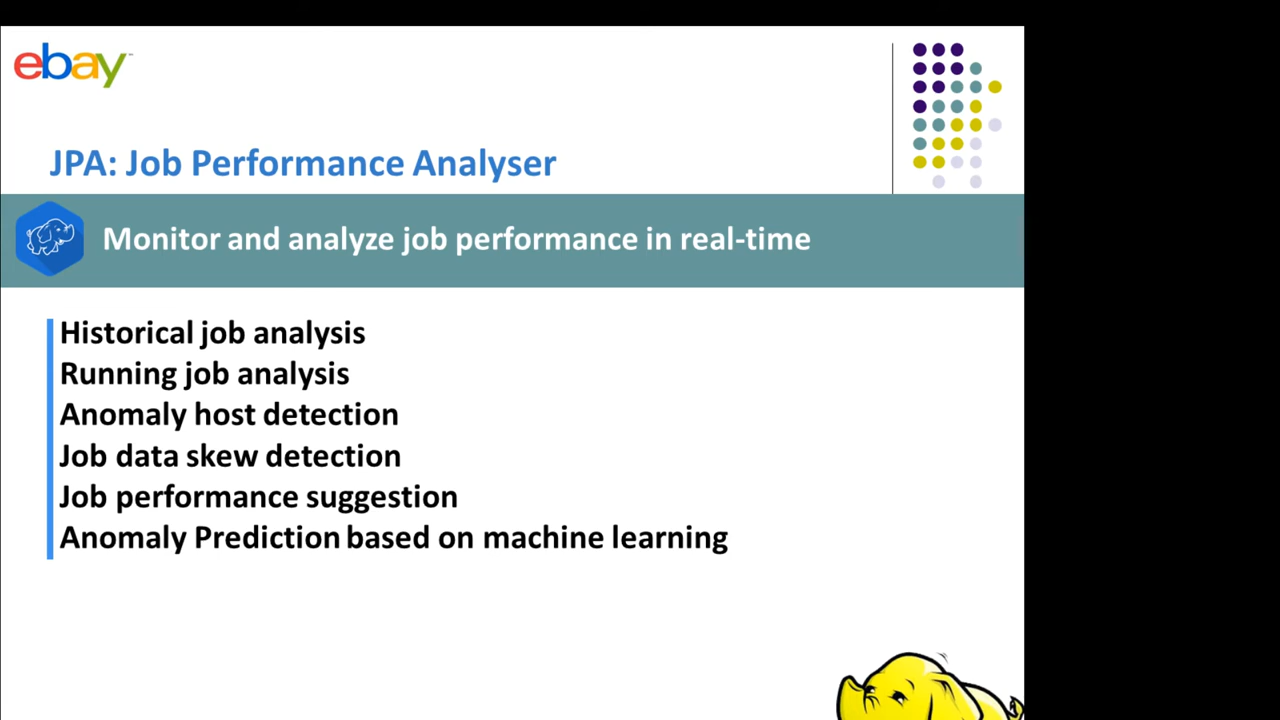 ebay
JPA: Job Performance Analyser
Monitor and analyze job performance in real-time
Historical job analysis
Running job analysis
Anomaly host detection
Job data skew detection
Job performance suggestion
Anomaly Prediction based on machine learning